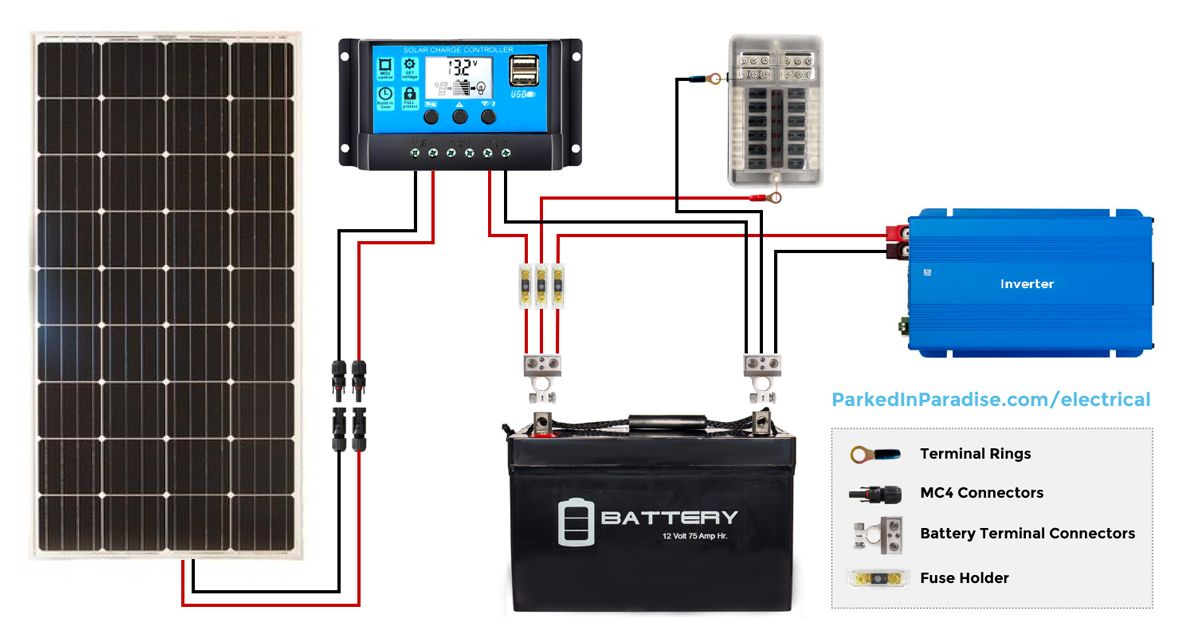 SOLAR CHARGE CONTROLLER
MCU
control
SET
voltage
Build-in
timer
FULL
protect
13.2V
USB
Inverter
ParkedInParadise.com/electrical
Terminal Rings
MC4 Connectors
Battery Terminal Connectors
Fuse Holder
BATTERY
12 Volt 75 Amp Hr.